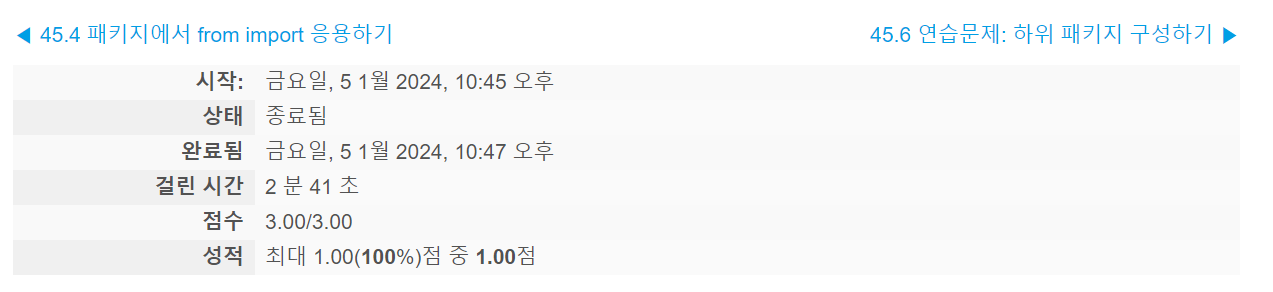 ◀ 45.4 패키지에서 from import 응용하기
45.6 연습문제: 하위 패키지 구성하기 ▶
시작: 금요일, 5 1월 2024, 10:45 오후
상태 종료됨
완료됨 금요일, 5 1월 2024, 10:47 오후
걸린 시간 2 분 41 초
점수 3.00/3.00
성적 최대 1.00(100%)점 중 1.00점